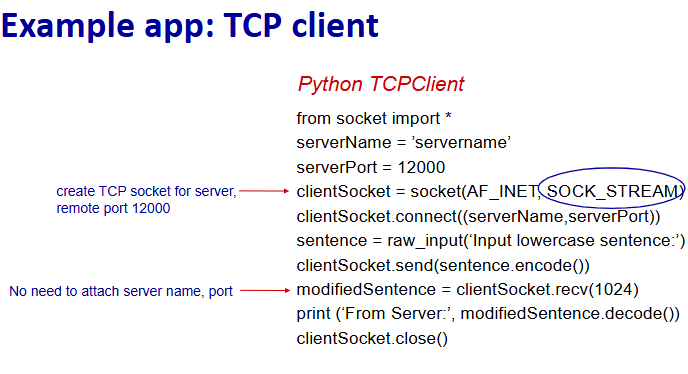 Example app: TCP client
Python TCPClient
from socket import *
serverName = ’servername’
serverPort = 12000
create TCP socket for server,
remote port 12000
clientSocket = socket(AF_INET, SOCK_STREAM)
clientSocket.connect((serverName,serverPort))
sentence = raw_input(‘Input lowercase sentence:’)
clientSocket.send(sentence.encode())
No need to attach server name, port
modifiedSentence = clientSocket.recv(1024)
print (‘From Server:’, modifiedSentence.decode())
clientSocket.close()